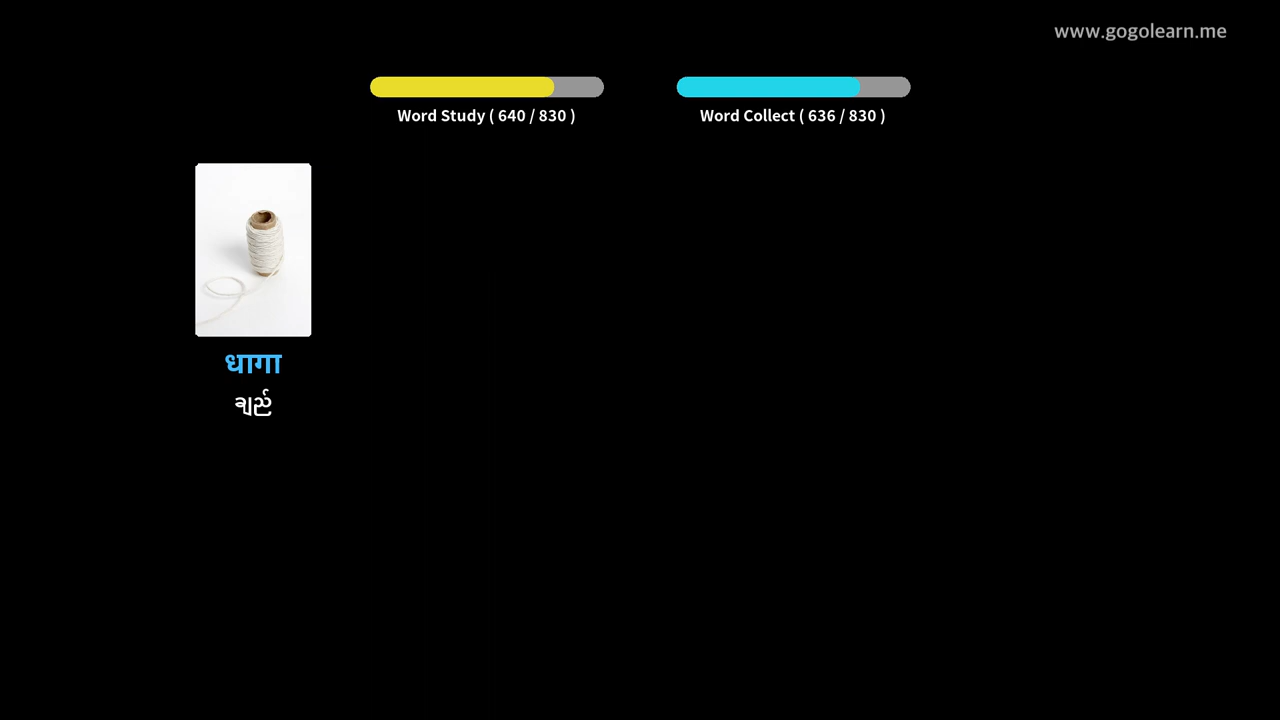 www.gogolearn.me
Word Study ( 640 / 830 )
Word Collect ( 636 / 830 )
धागा
ချည်